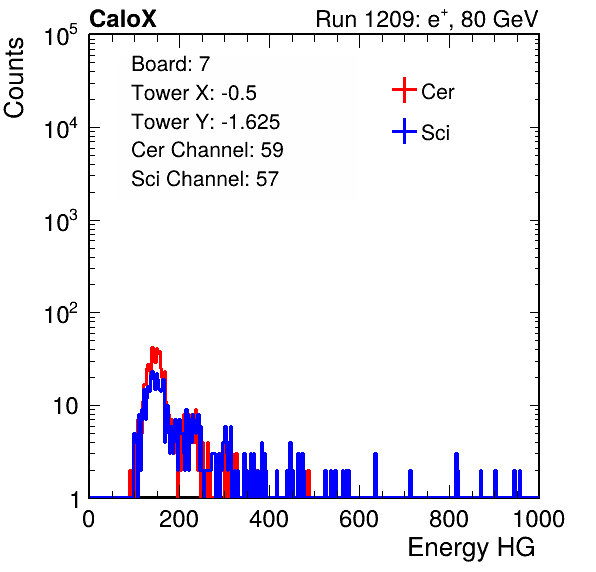 CaloX Run 1209: e⁺, 80 GeV
Counts
10⁵
10⁴
10³
10²
10
1
Board: 7
Tower X: -0.5
Tower Y: -1.625
Cer Channel: 59
Sci Channel: 57
Cer
Sci
0 200 400 600 800 1000
Energy HG